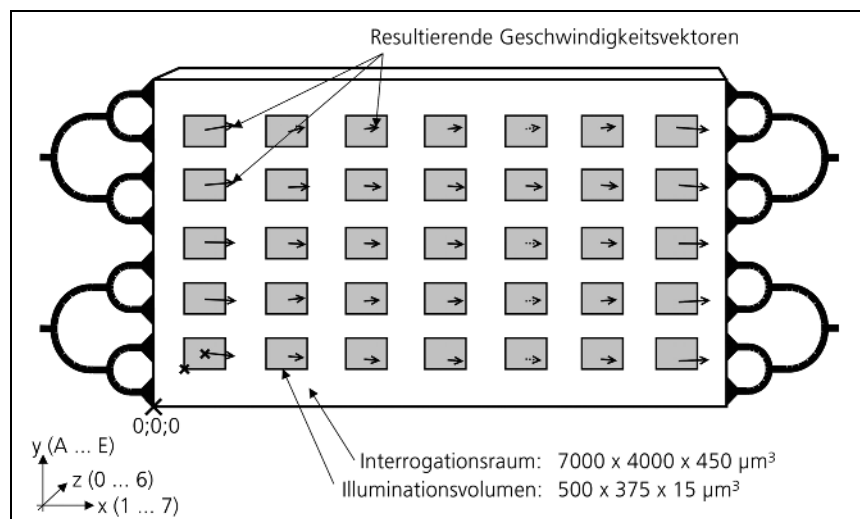 Resultierende Geschwindigkeitsvektoren
0;0;0
y (A ... E)
z (0 ... 6)
x (1 ... 7)
Interrogationsraum: 7000 x 4000 x 450 µm³
Illuminationsvolumen: 500 x 375 x 15 µm³